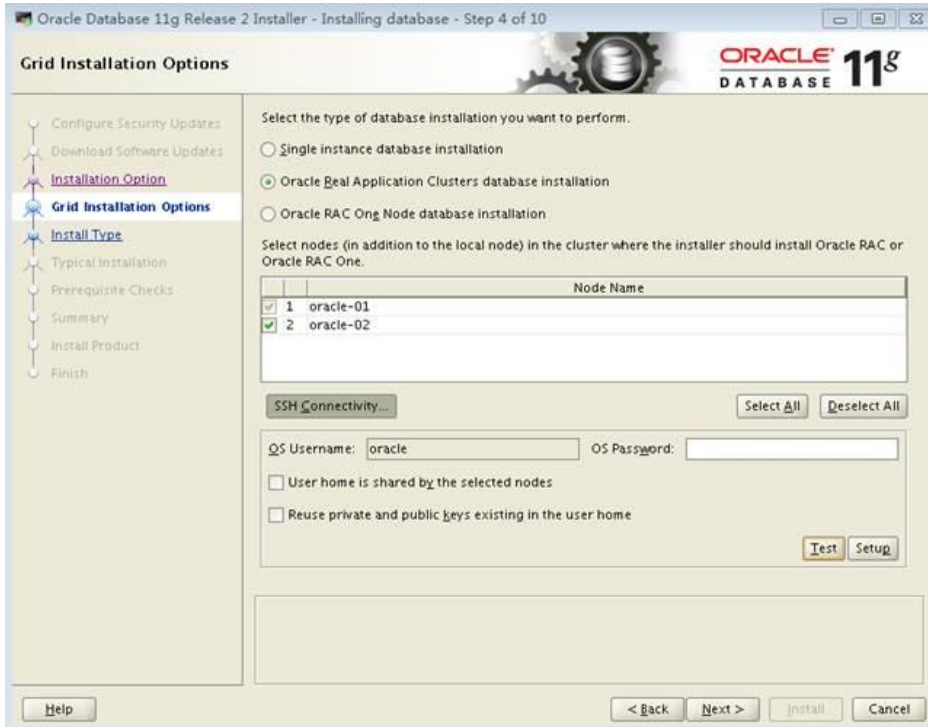 Oracle Database 11g Release 2 Installer - Installing database - Step 4 of 10
Grid Installation Options
ORACLE DATABASE 11g
Configure Security Updates
Download Software Updates
Installation Option
Grid Installation Options
Install Type
Typical Installation
Prerequisite Checks
Summary
Install Product
Finish
Select the type of database installation you want to perform.
Single instance database installation
Oracle Real Application Clusters database installation
Oracle RAC One Node database installation
Select nodes (in addition to the local node) in the cluster where the installer should install Oracle RAC or
Oracle RAC One.
Node Name
1 oracle-01
2 oracle-02
SSH Connectivity...
Select All
Deselect All
OS Username: oracle
OS Password:
User home is shared by the selected nodes
Reuse private and public keys existing in the user home
Test
Setup
Help
< Back
Next >
Install
Cancel